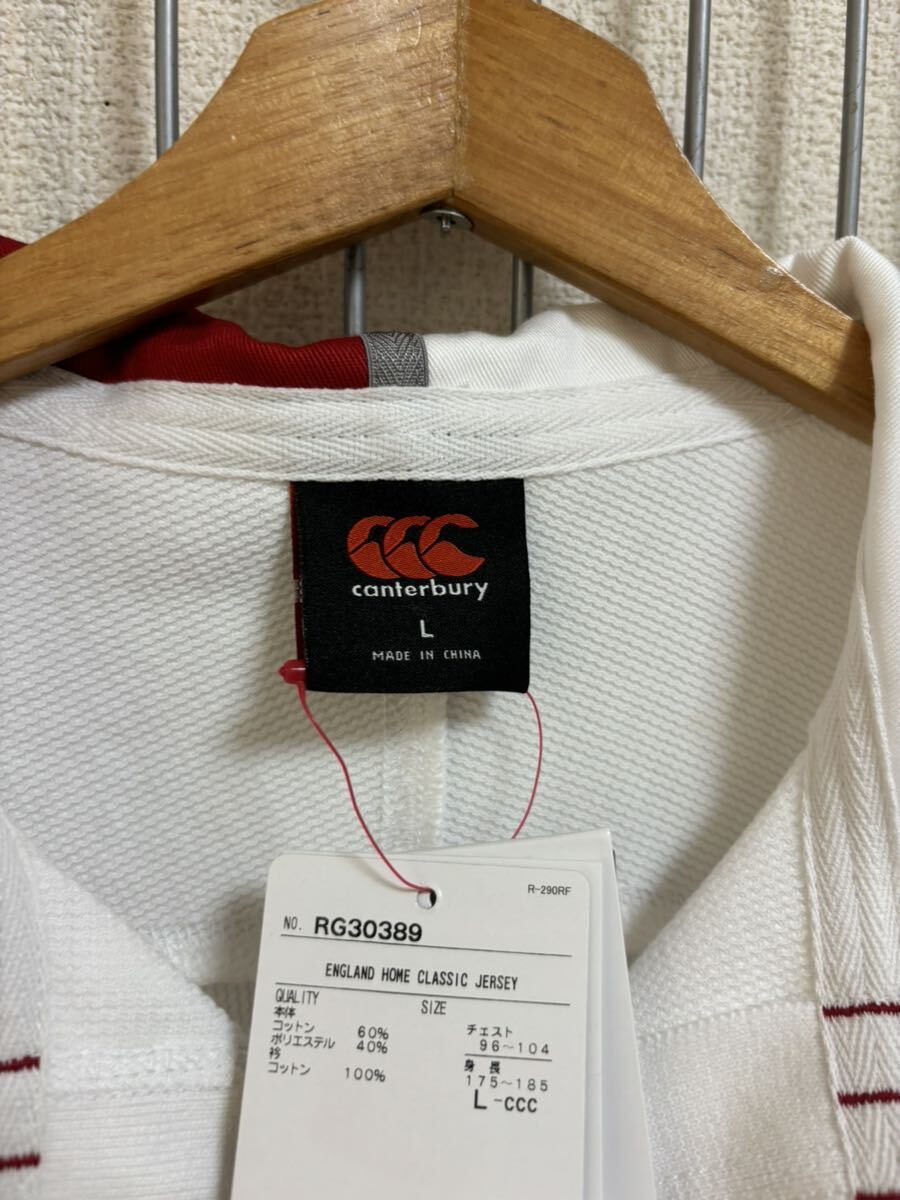 canterbury
L
MADE IN CHINA
R-290RF
NO. RG30389
ENGLAND HOME CLASSIC JERSEY
QUALITY
SIZE
本体
コットン 60%
ポリエステル 40%
衿
コットン 100%
チェスト
96～104
身長
175～185
L-CCC